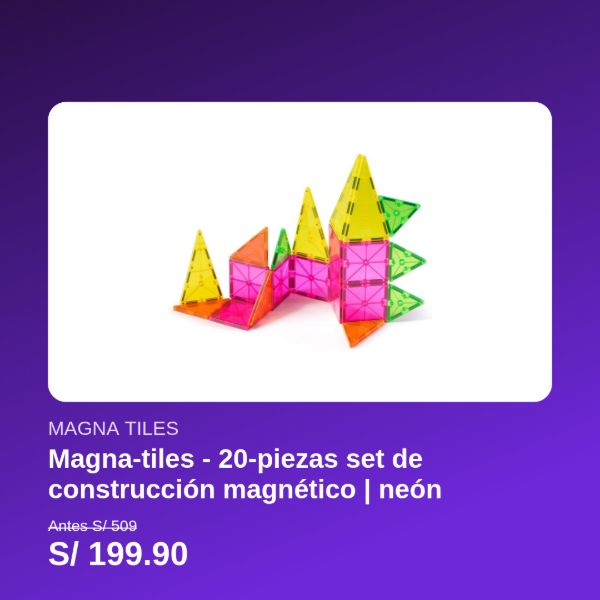 MAGNA TILES
Magna-tiles - 20-piezas set de
construcción magnético | neón
Antes S/ 509
S/ 199.90